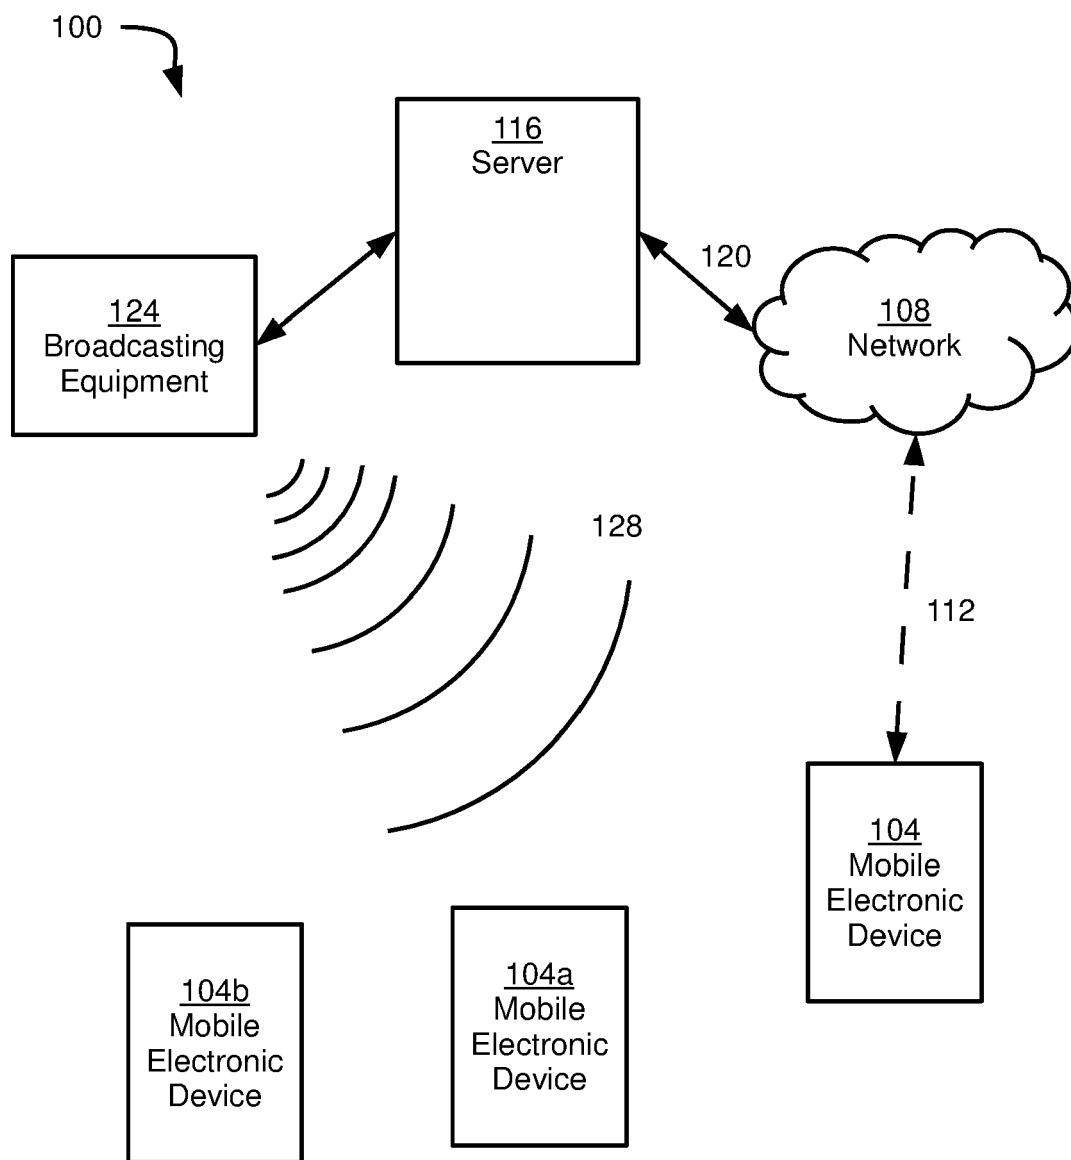 100
116
Server
120
124
Broadcasting
Equipment
108
Network
128
112
104
Mobile
Electronic
Device
104a
Mobile
Electronic
Device
104b
Mobile
Electronic
Device